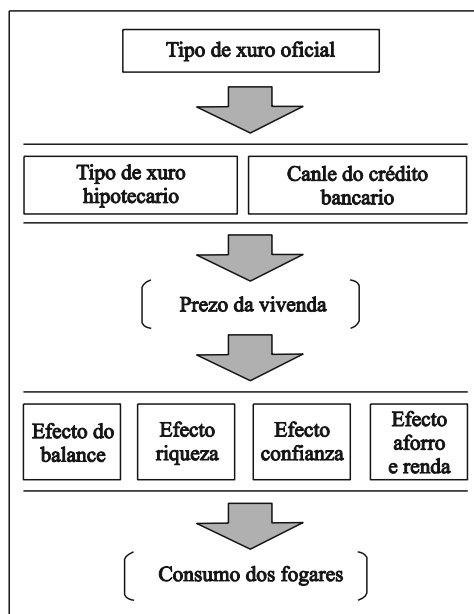 Tipo de xuro oficial
Tipo de xuro
hipotecario
Canle do crédito
bancario
Prezo da vivenda
Efecto do
balance
Efecto
riqueza
Efecto
confianza
Efecto
aforro
e renda
Consumo dos fogares